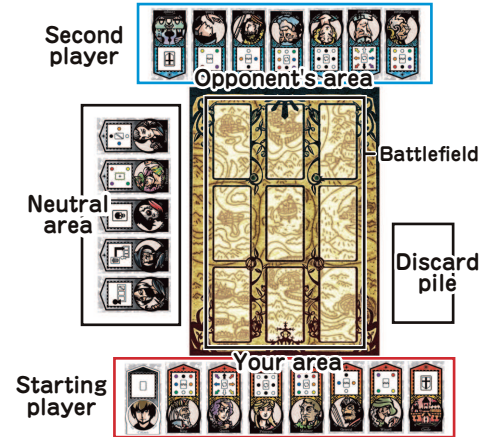 Second
player
Opponent's area
Battlefield
Neutral
area
Discard
pile
Your area
Starting
player